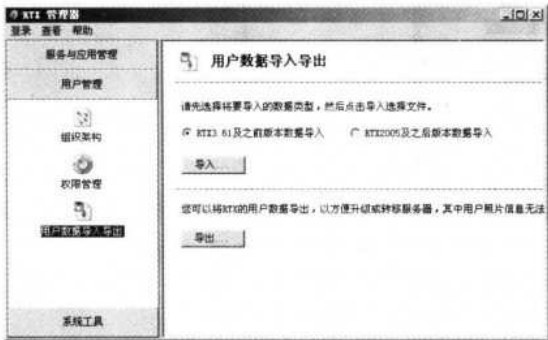 RTX 管理器
登录 查看 帮助
服务与应用管理
用户管理
组织架构
权限管理
用户数据导入导出
系统工具
用户数据导入导出
请先选择将要导入的数据类型，然后点击导入选择文件。
RTX3.61及之前版本数据导入 RTX2005及之后版本数据导入
导入...
您可以将RTX的用户数据导出，以方便升级或转移服务器，其中用户照片信息无法
导出...